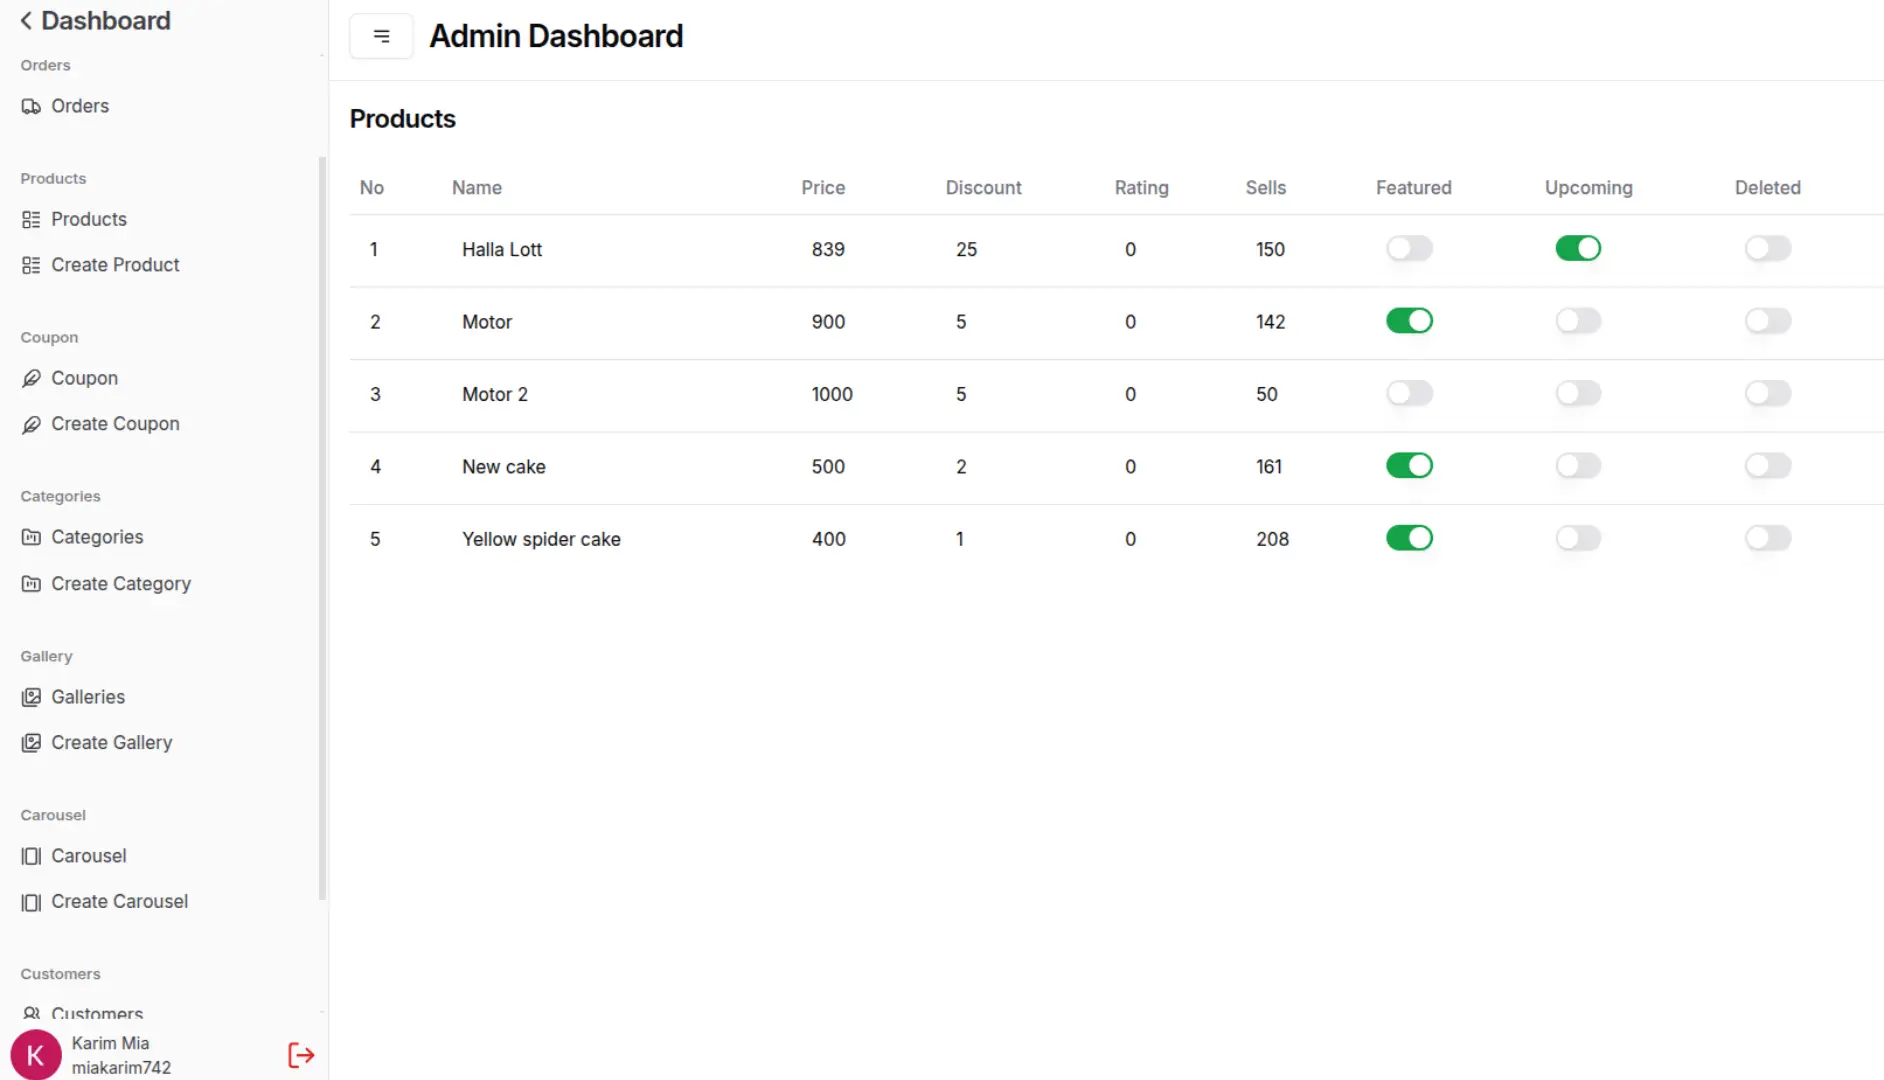 Dashboard
Orders
Orders
Products
Products
Create Product
Coupon
Coupon
Create Coupon
Categories
Categories
Create Category
Gallery
Galleries
Create Gallery
Carousel
Carousel
Create Carousel
Customers
Customers
K
Karim Mia
miakarim742
Admin Dashboard
Products
No Name Price Discount Rating Sells Featured Upcoming Deleted
1 Halla Lott 839 25 0 150
2 Motor 900 5 0 142
3 Motor 2 1000 5 0 50
4 New cake 500 2 0 161
5 Yellow spider cake 400 1 0 208